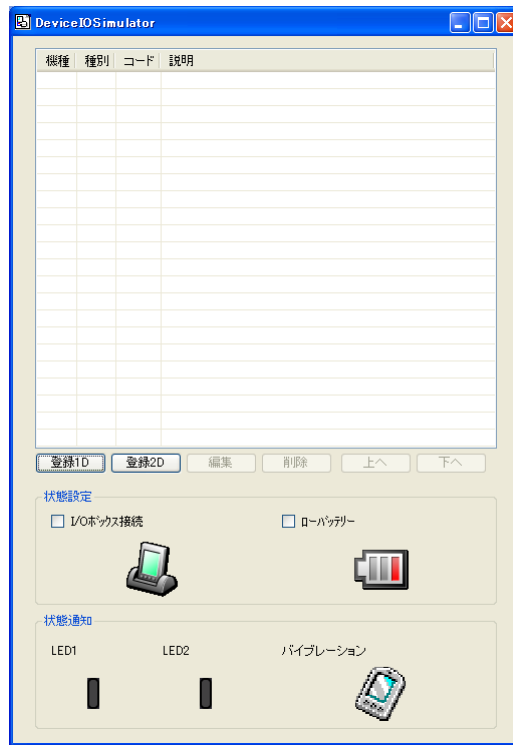 DeviceIOSimulator
機種 種別 コード 説明
登録1D 登録2D 編集 削除 上へ 下へ
状態設定
I/Oボックス接続 ローバッテリー
状態通知
LED1 LED2 バイブレーション